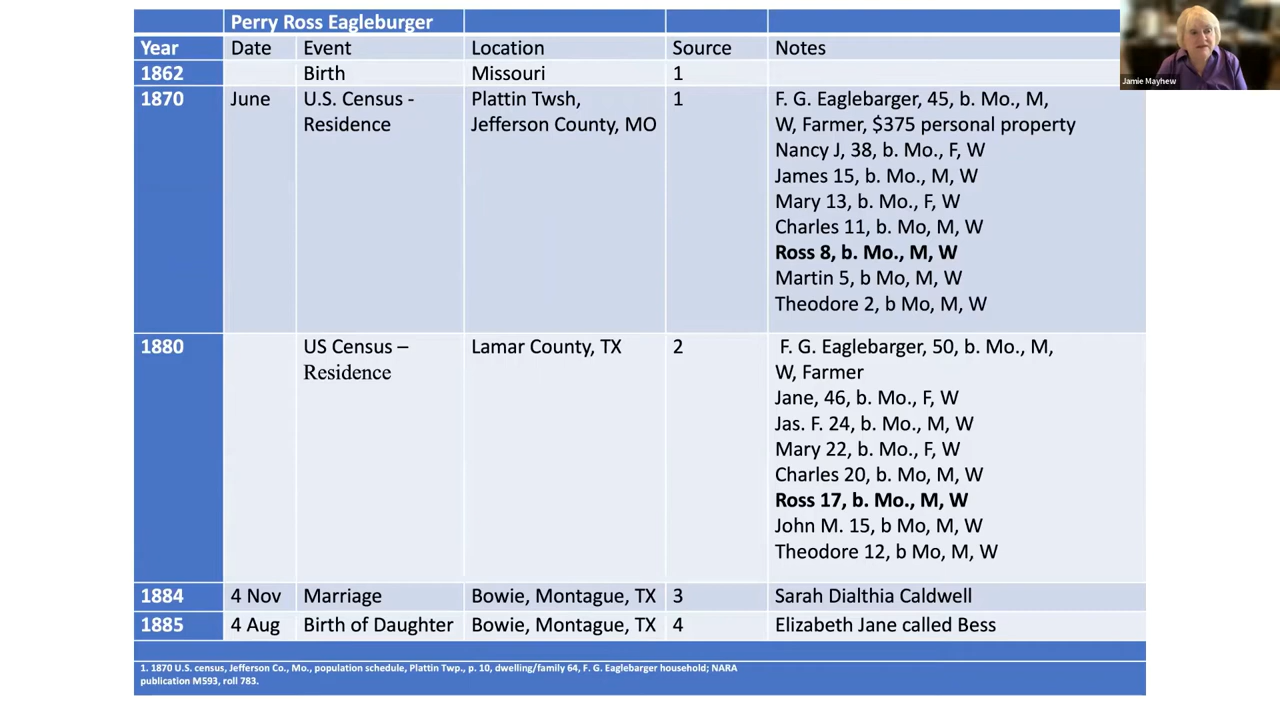 Perry Ross Eagleburger
Year Date Event Location Source Notes
1862 Birth Missouri 1
1870 June U.S. Census - Plattin Twsh, 1 F. G. Eaglebarger, 45, b. Mo., M,
Residence Jefferson County, MO W, Farmer, $375 personal property
Nancy J, 38, b. Mo., F, W
James 15, b. Mo., M, W
Mary 13, b. Mo., F, W
Charles 11, b. Mo, M, W
Ross 8, b. Mo., M, W
Martin 5, b Mo, M, W
Theodore 2, b Mo, M, W
1880 US Census – Lamar County, TX 2 F. G. Eaglebarger, 50, b. Mo., M,
Residence W, Farmer
Jane, 46, b. Mo., F, W
Jas. F. 24, b. Mo., M, W
Mary 22, b. Mo., F, W
Charles 20, b. Mo, M, W
Ross 17, b. Mo., M, W
John M. 15, b Mo, M, W
Theodore 12, b Mo, M, W
1884 4 Nov Marriage Bowie, Montague, TX 3 Sarah Dialthia Caldwell
1885 4 Aug Birth of Daughter Bowie, Montague, TX 4 Elizabeth Jane called Bess
1. 1870 U.S. census, Jefferson Co., Mo., population schedule, Plattin Twp., p. 10, dwelling/family 64, F. G. Eaglebarger household; NARA
publication M593, roll 783.
Jamie Mayhew